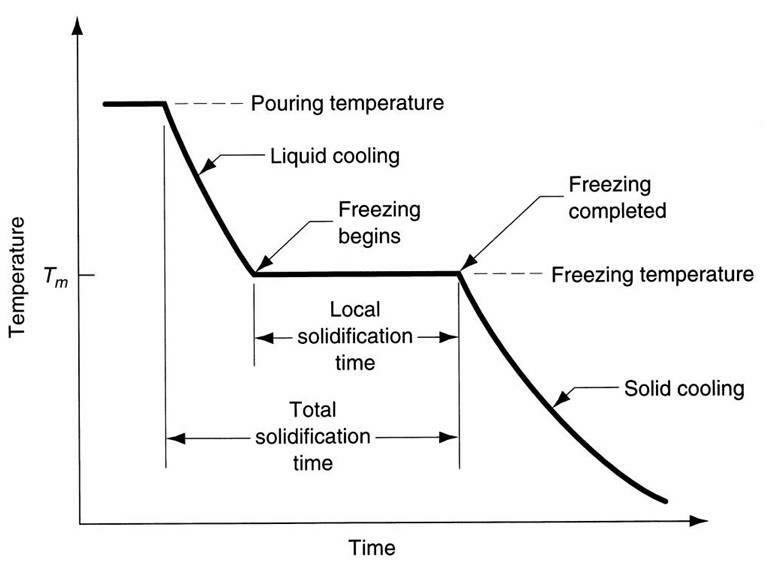 Pouring temperature
Liquid cooling
Freezing
begins
Freezing
completed
Temperature
Tm
Freezing temperature
Local
solidification
time
Solid cooling
Total
solidification
time
Time